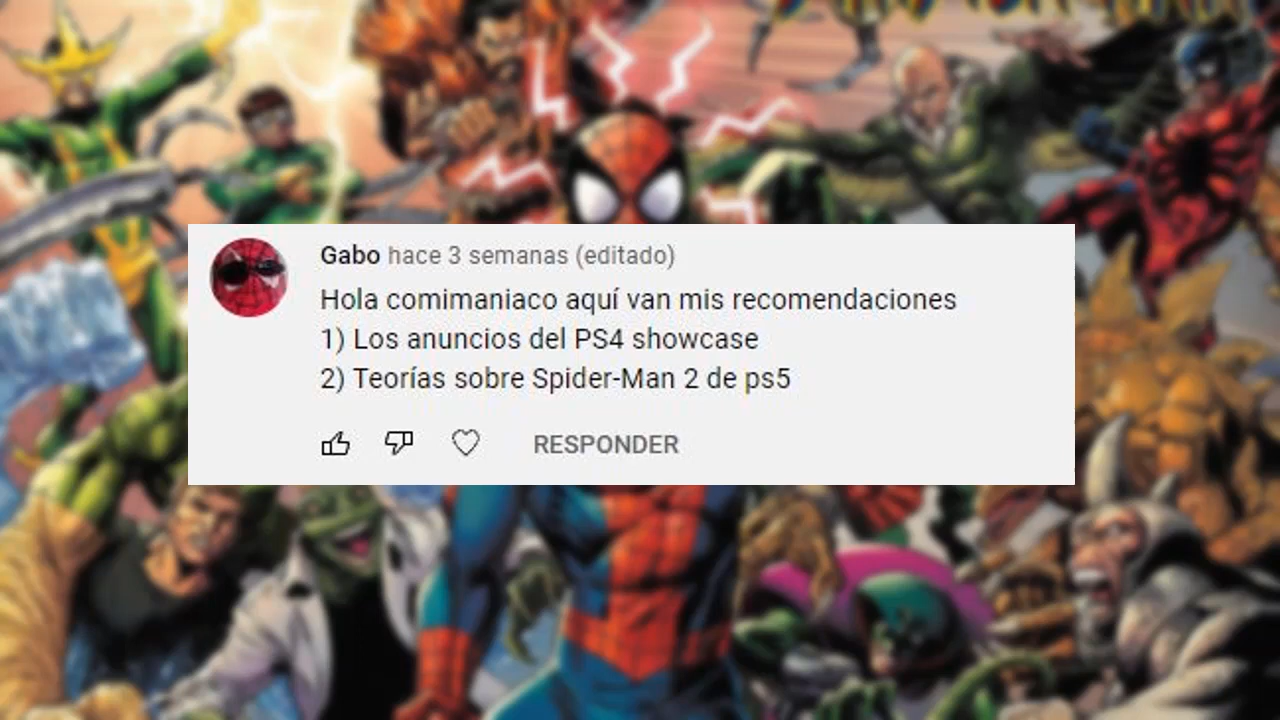 Gabo hace 3 semanas (editado)
Hola comimaniaco aquí van mis recomendaciones
1) Los anuncios del PS4 showcase
2) Teorías sobre Spider-Man 2 de ps5
RESPONDER